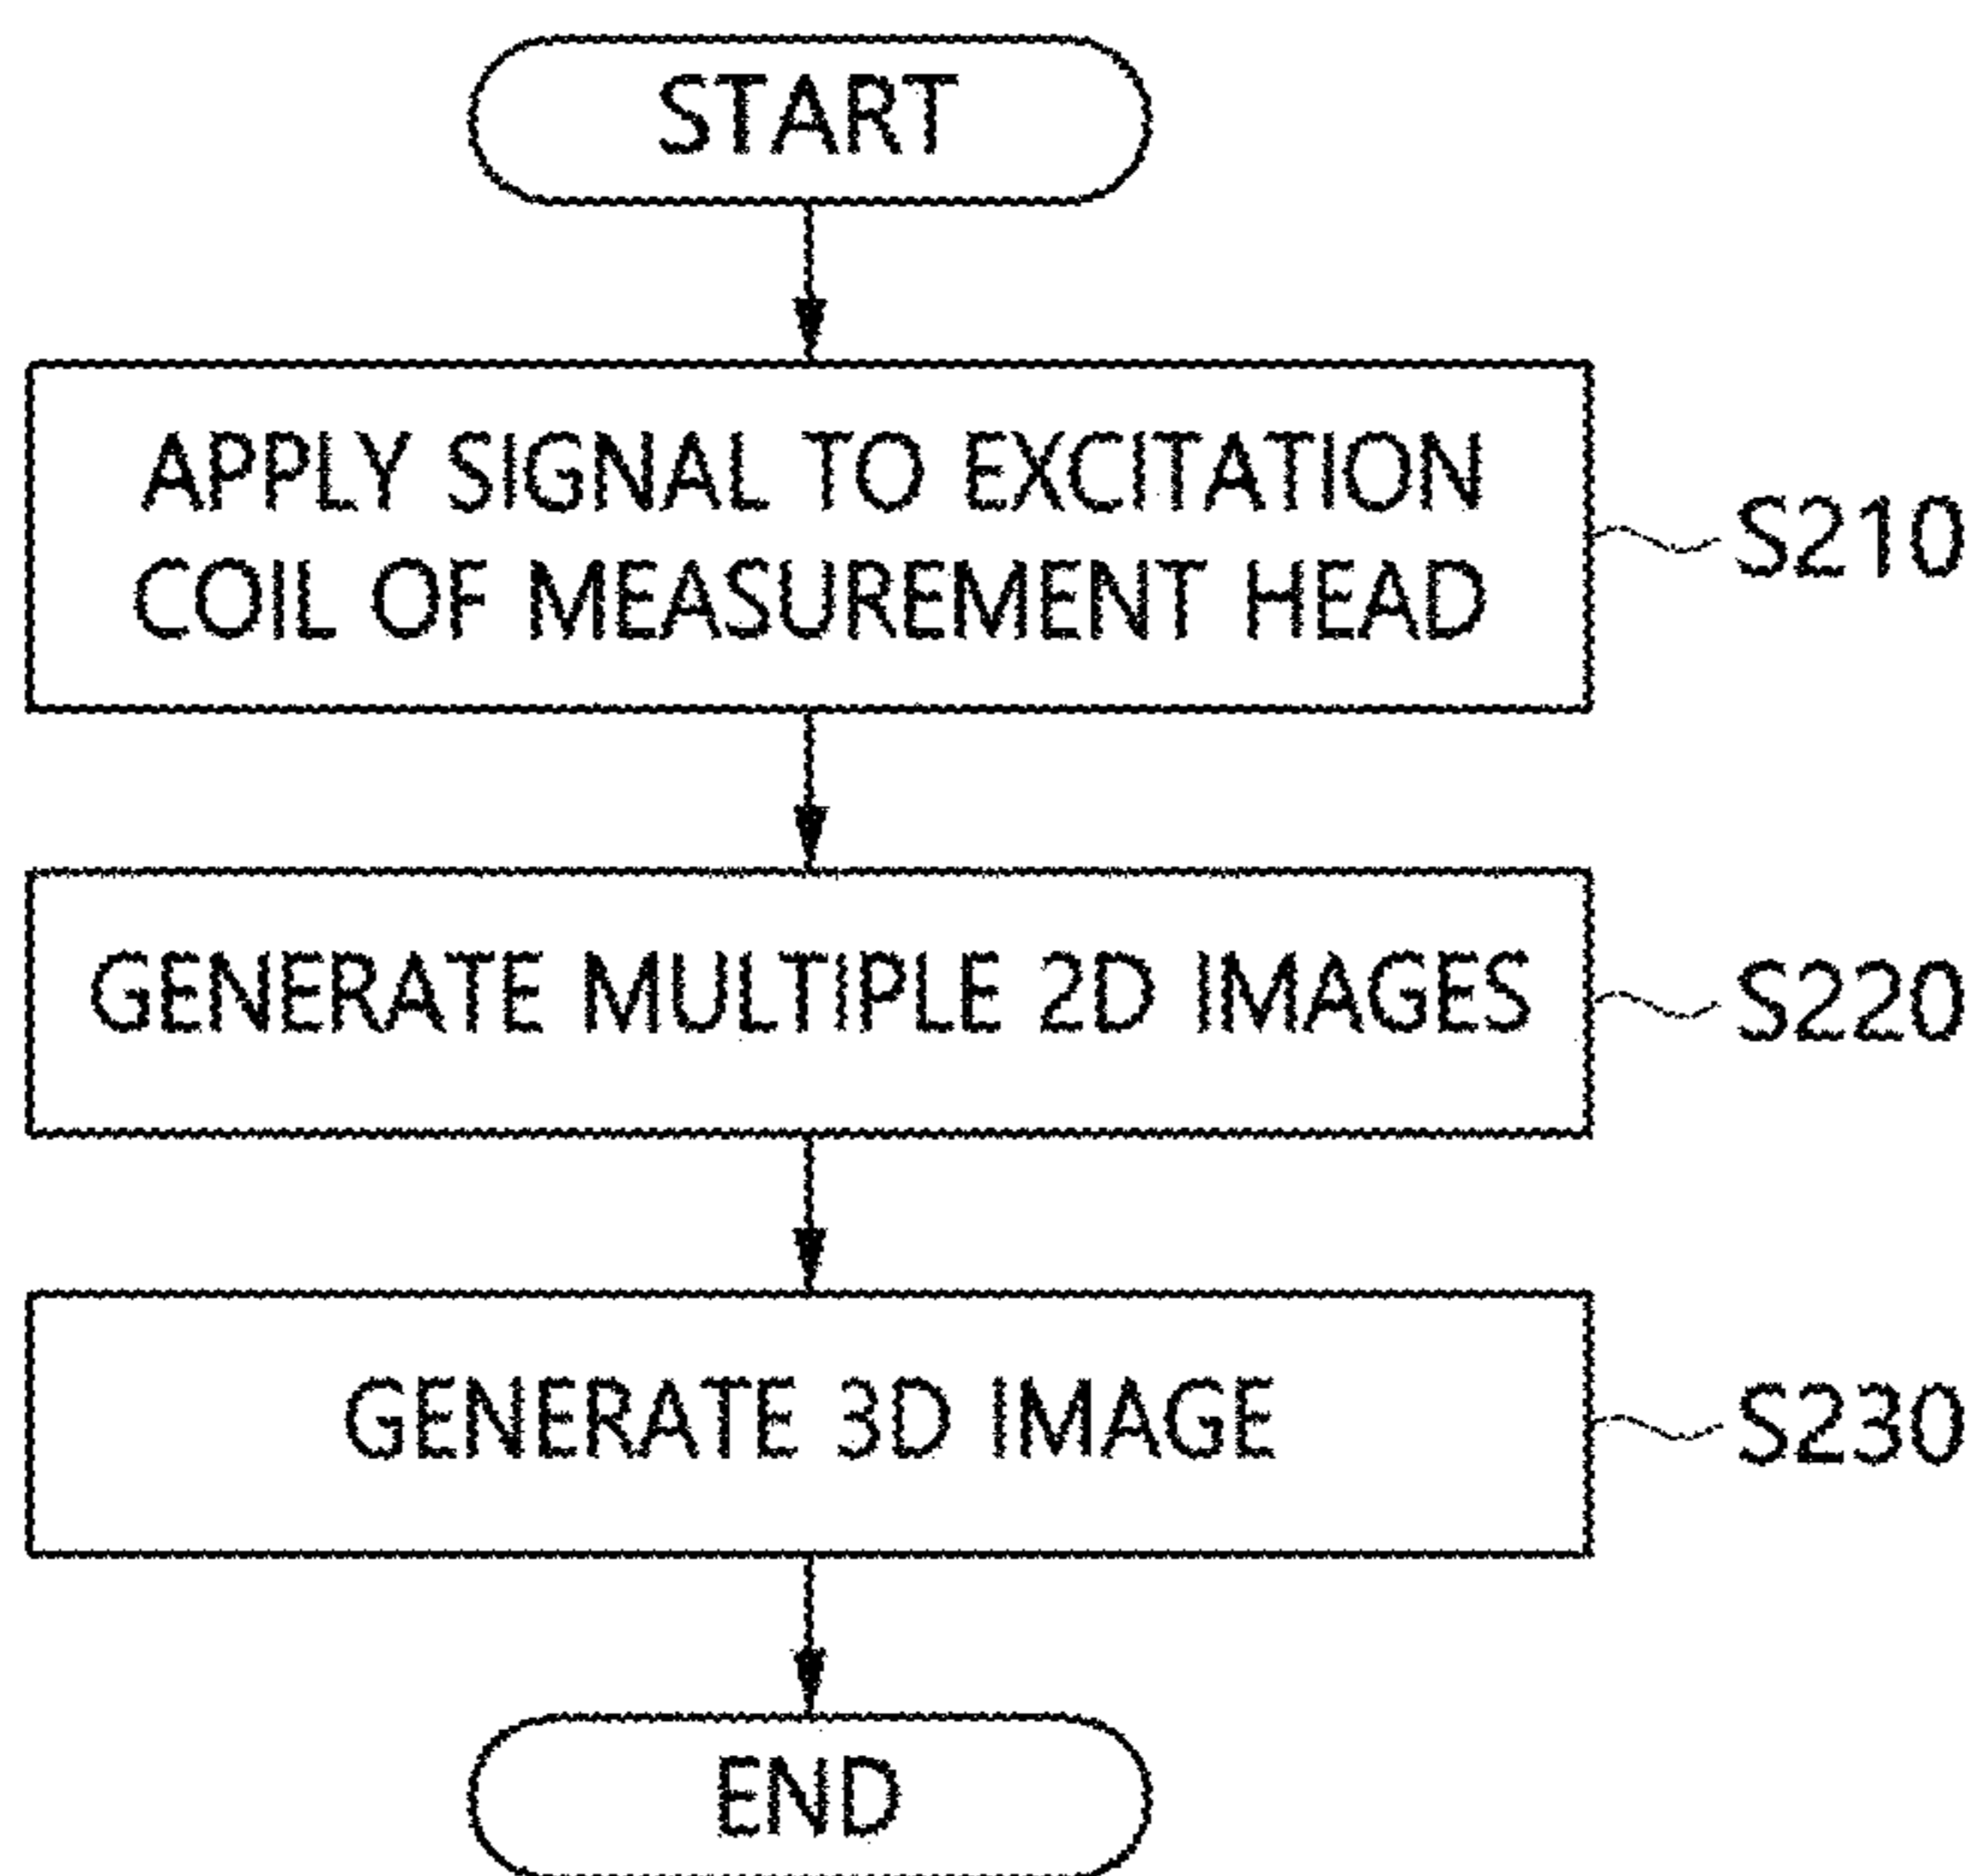 START
APPLY SIGNAL TO EXCITATION
COIL OF MEASUREMENT HEAD
S210
GENERATE MULTIPLE 2D IMAGES
S220
GENERATE 3D IMAGE
S230
END